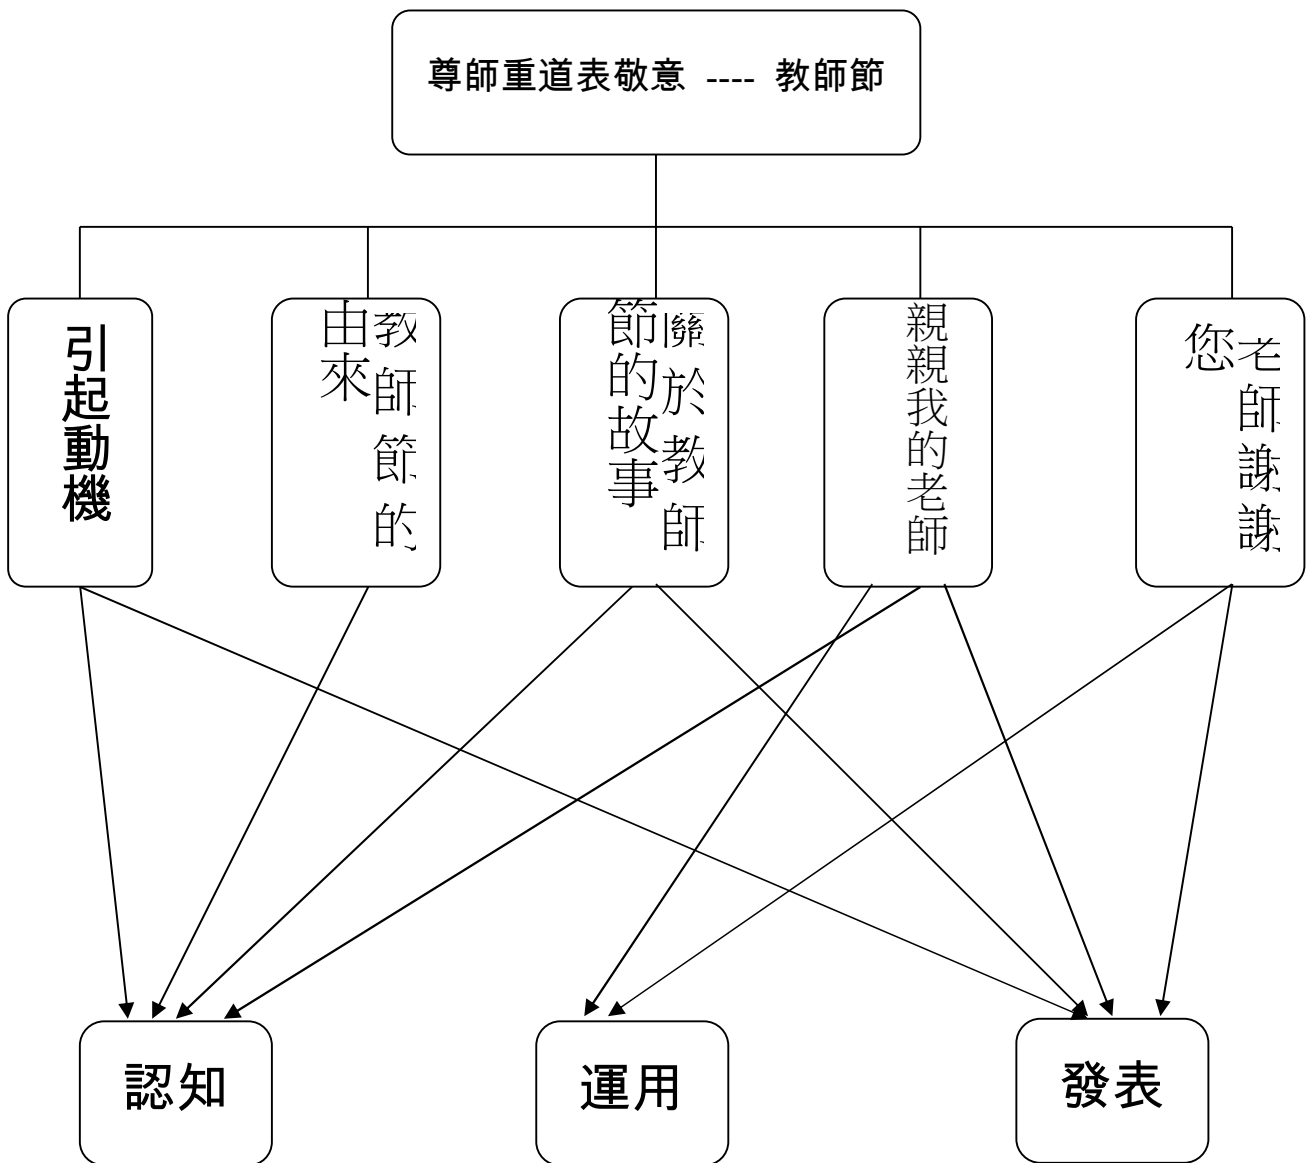 尊師重道表敬意 ---- 教師節
引起動機
教師節的
由來
關於教師
節的故事
親親我的老師
老師謝謝
您
認知
運用
發表